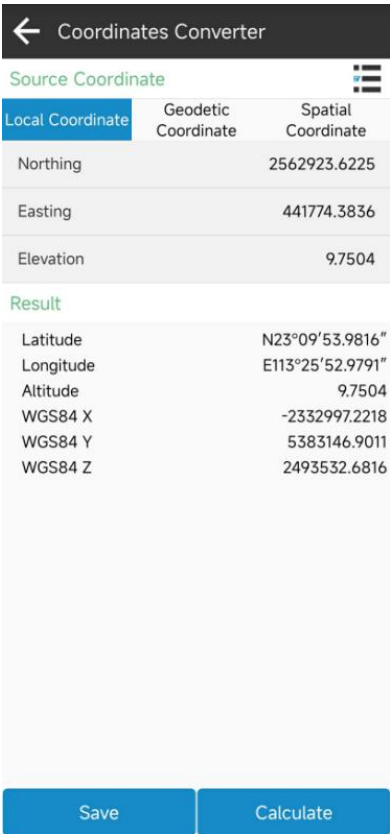 Coordinates Converter
Source Coordinate
Local Coordinate Geodetic Coordinate Spatial Coordinate
Northing 2562923.6225
Easting 441774.3836
Elevation 9.7504
Result
Latitude N23°09′53.9816″
Longitude E113°25′52.9791″
Altitude 9.7504
WGS84 X -2332997.2218
WGS84 Y 5383146.9011
WGS84 Z 2493532.6816
Save Calculate